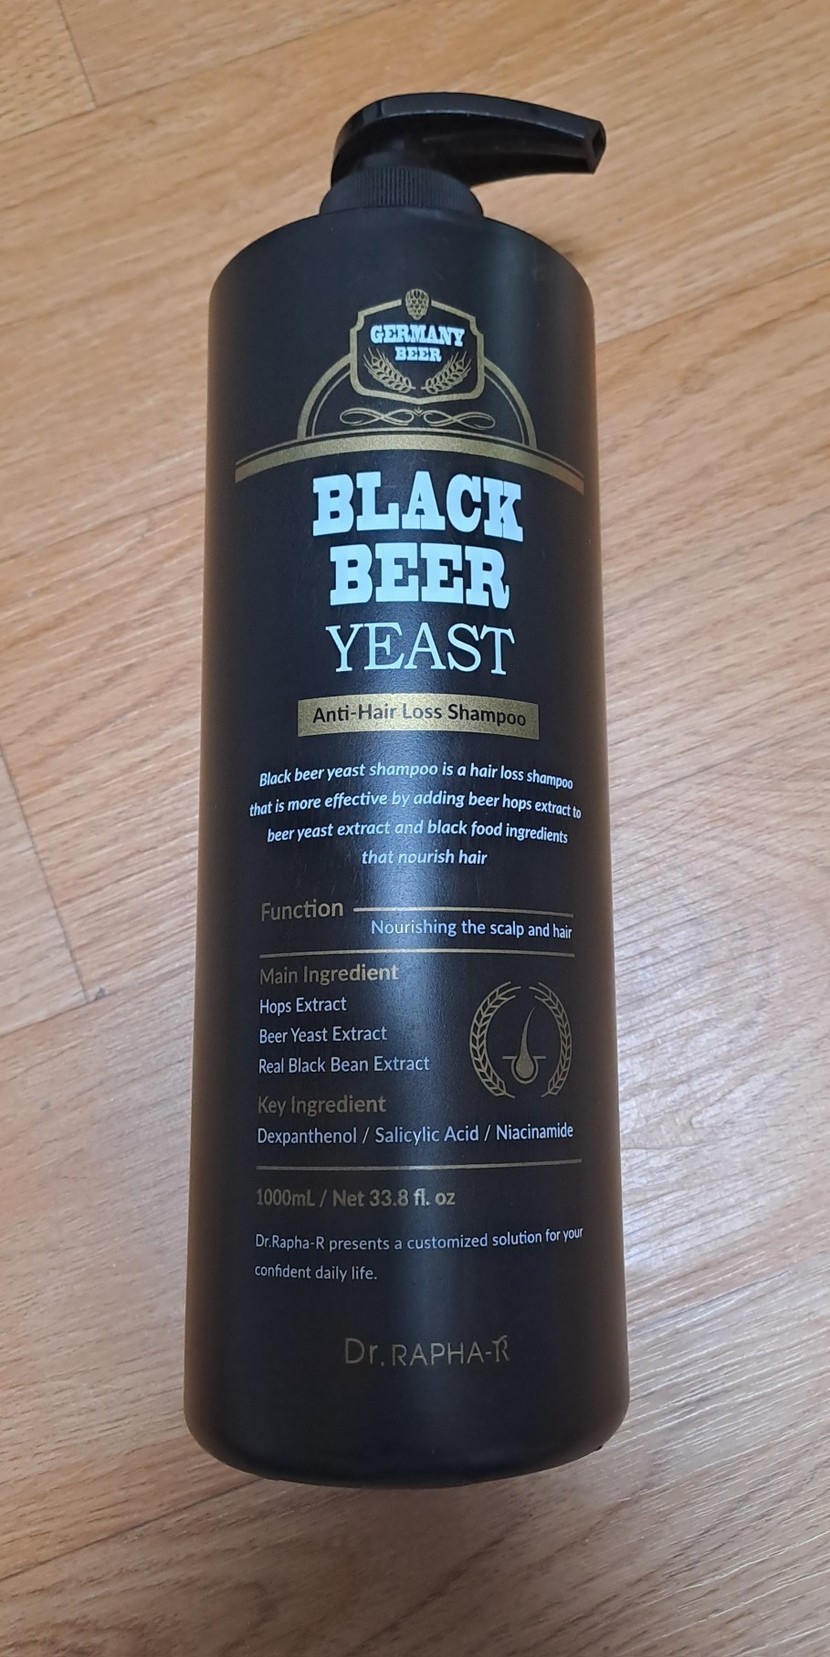 GERMANY
BEER
BLACK
BEER
YEAST
Anti-Hair Loss Shampoo
Black beer yeast shampoo is a hair loss shampoo
that is more effective by adding beer hops extract to
beer yeast extract and black food ingredients
that nourish hair
Function
Nourishing the scalp and hair
Main Ingredient
Hops Extract
Beer Yeast Extract
Real Black Bean Extract
Key Ingredient
Dexpanthenol / Salicylic Acid / Niacinamide
1000mL / Net 33.8 fl. oz
Dr.Rapha-R presents a customized solution for your
confident daily life.
Dr.RAPHA-R